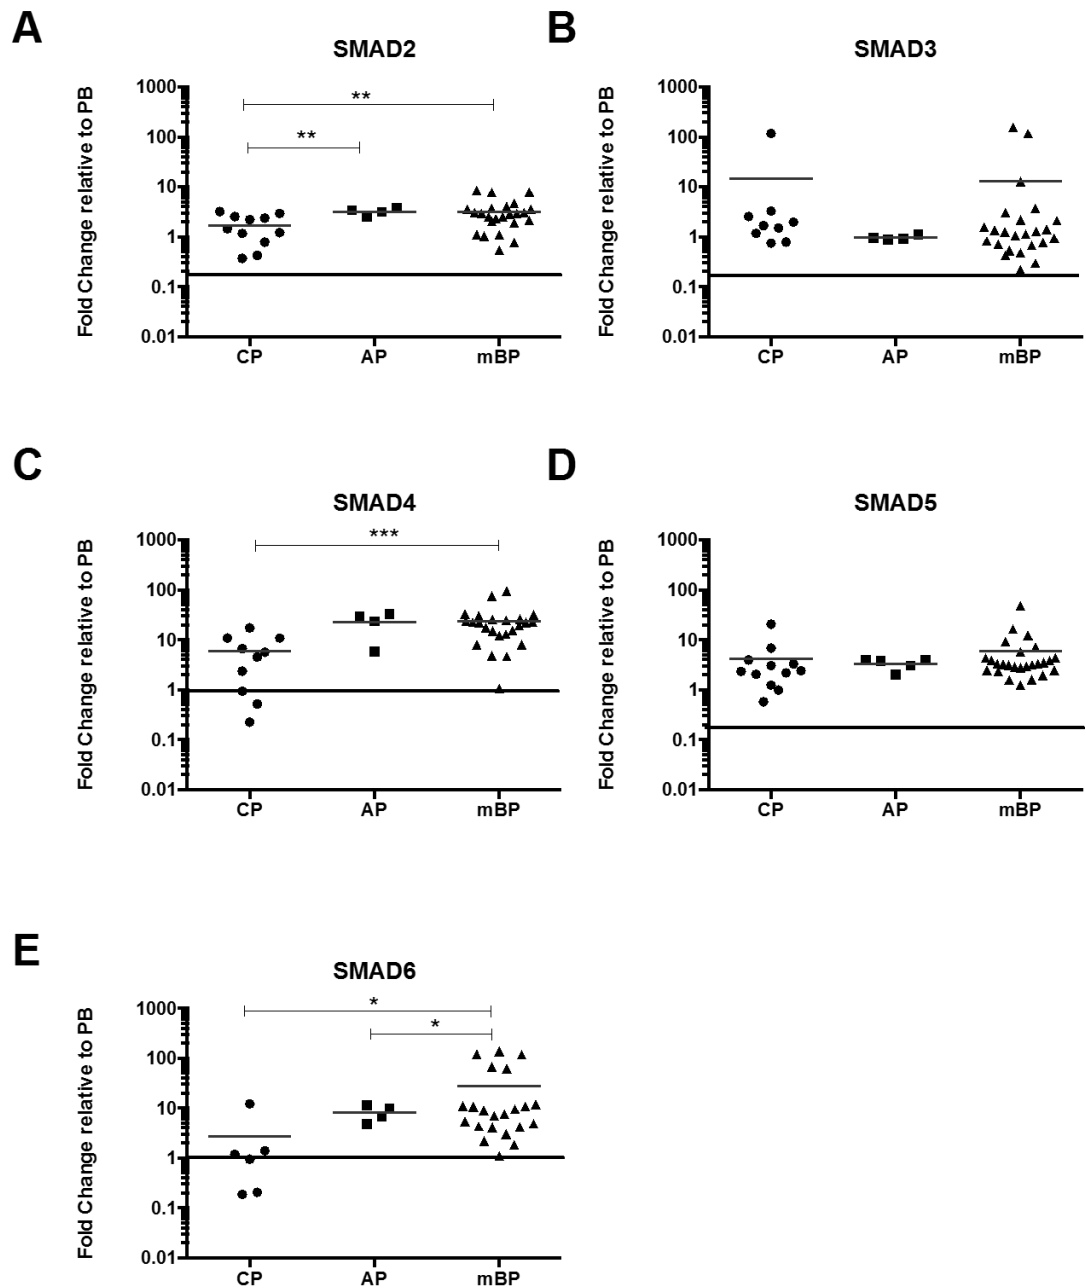 A
SMAD2
Fold Change relative to PB
1000
100
10
1
0.1
0.01
**
**
CP AP mBP
B
SMAD3
Fold Change relative to PB
1000
100
10
1
0.1
0.01
CP AP mBP
C
SMAD4
Fold Change relative to PB
1000
100
10
1
0.1
0.01
***
CP AP mBP
D
SMAD5
Fold Change relative to PB
1000
100
10
1
0.1
0.01
CP AP mBP
E
SMAD6
Fold Change relative to PB
1000
100
10
1
0.1
0.01
*
*
CP AP mBP